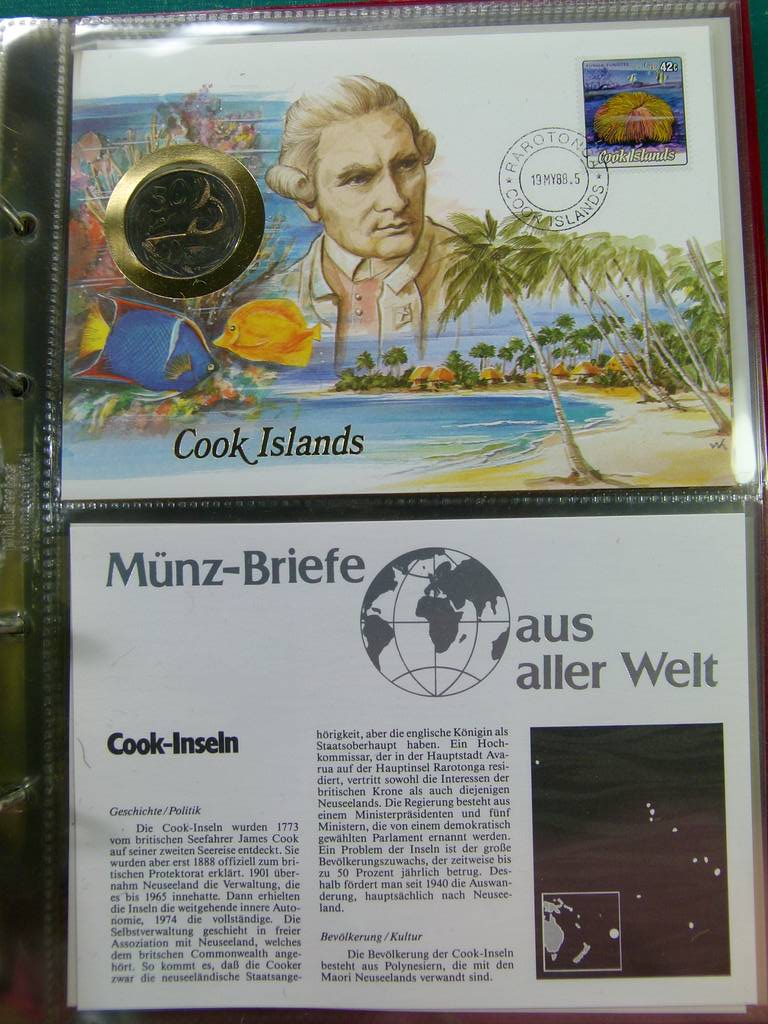 50
42c
Cook Islands
RAROTONGA
19MY88.5
COOK ISLANDS
Cook Islands
Münz-Briefe
aus
aller Welt
Cook-Inseln
Geschichte/Politik
Die Cook-Inseln wurden 1773
vom britischen Seefahrer James Cook
auf seiner zweiten Seereise entdeckt. Sie
wurden aber erst 1888 offiziell zum bri-
tischen Protektorat erklärt. 1901 über-
nahm Neuseeland die Verwaltung, die
es bis 1965 innehatte. Dann erhielten
die Inseln die weitgehende innere Auto-
nomie, 1974 die vollständige. Die
Selbstverwaltung geschieht in freier
Assoziation mit Neuseeland, welches
dem britschen Commonwealth ange-
hört. So kommt es, daß die Cooker
zwar die neuseeländische Staatsange-
hörigkeit, aber die englische Königin als
Staatsoberhaupt haben. Ein Hoch-
kommissar, der in der Hauptstadt Ava-
rua auf der Hauptinsel Rarotonga resi-
diert, vertritt sowohl die Interessen der
britischen Krone als auch diejenigen
Neuseelands. Die Regierung besteht aus
einem Ministerpräsidenten und fünf
Ministern, die von einem demokratisch
gewählten Parlament ernannt werden.
Ein Problem der Inseln ist der große
Bevölkerungszuwachs, der zeitweise bis
zu 50 Prozent jährlich betrug. Des-
halb fördert man seit 1940 die Auswan-
derung, hauptsächlich nach Neusee-
land.
Bevölkerung/Kultur
Die Bevölkerung der Cook-Inseln
besteht aus Polynesiern, die mit den
Maori Neuseelands verwandt sind.